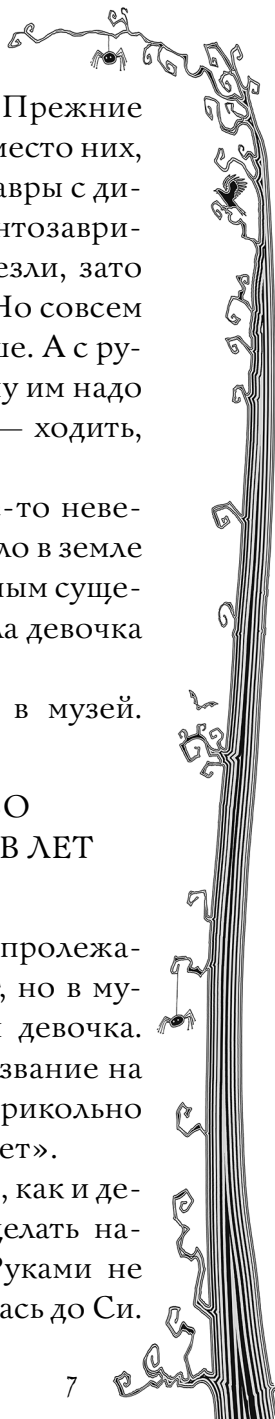 Прежние
место них,
авры с ди-
нтозаври-
езли, зато
Но совсем
ше. А с ру-
у им надо
— ходить,
-то неве-
ло в земле
ным суще-
ла девочка
в музей.
О
В ЛЕТ
пролежа-
, но в му-
девочка.
звание на
рикольно
ет».
, как и де-
делать на-
Руками не
ась до Си.
7